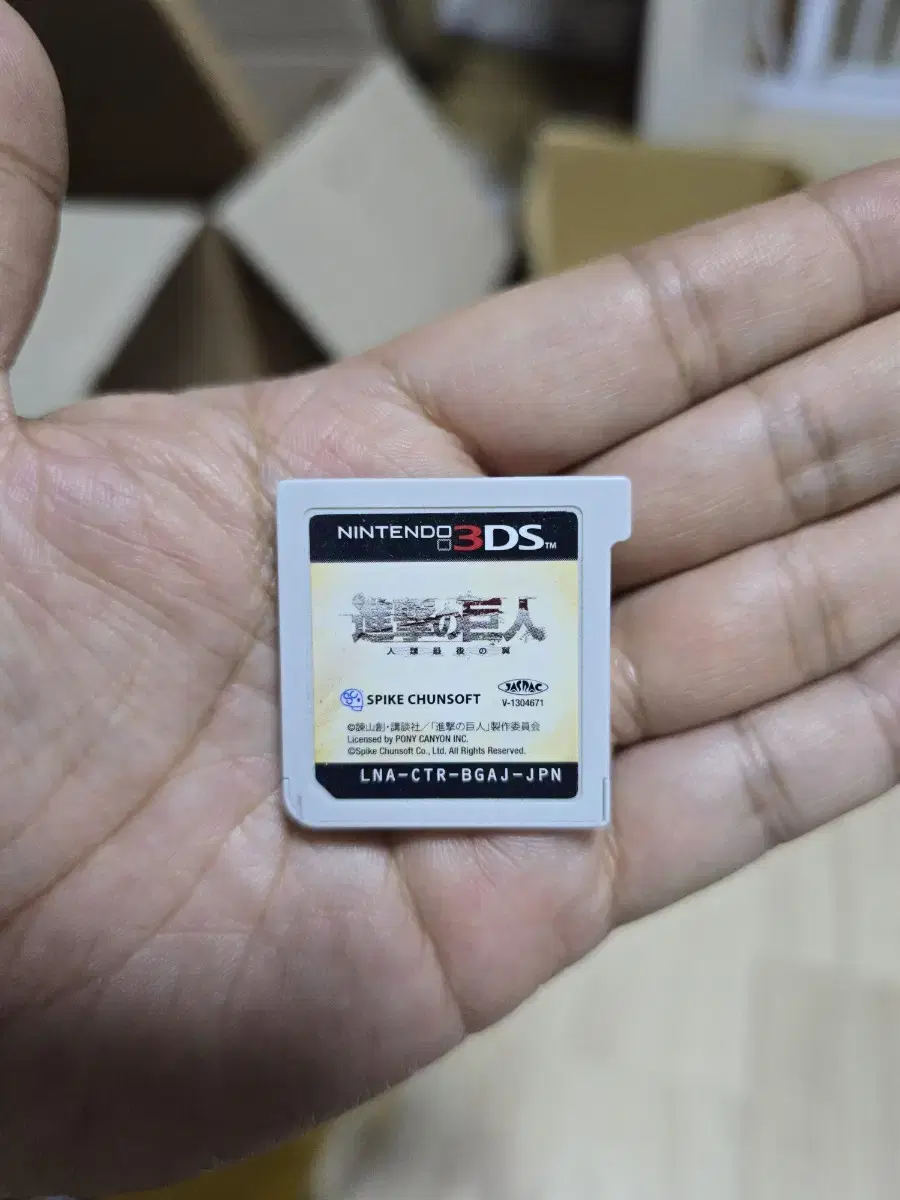 NINTENDO 3DS™
進撃の巨人
人類最後の翼
SPIKE CHUNSOFT
JASRAC
V-1304671
©諫山創・講談社／「進撃の巨人」製作委員会
Licensed by PONY CANYON INC.
©Spike Chunsoft Co., Ltd. All Rights Reserved.
LNA-CTR-BGAJ-JPN